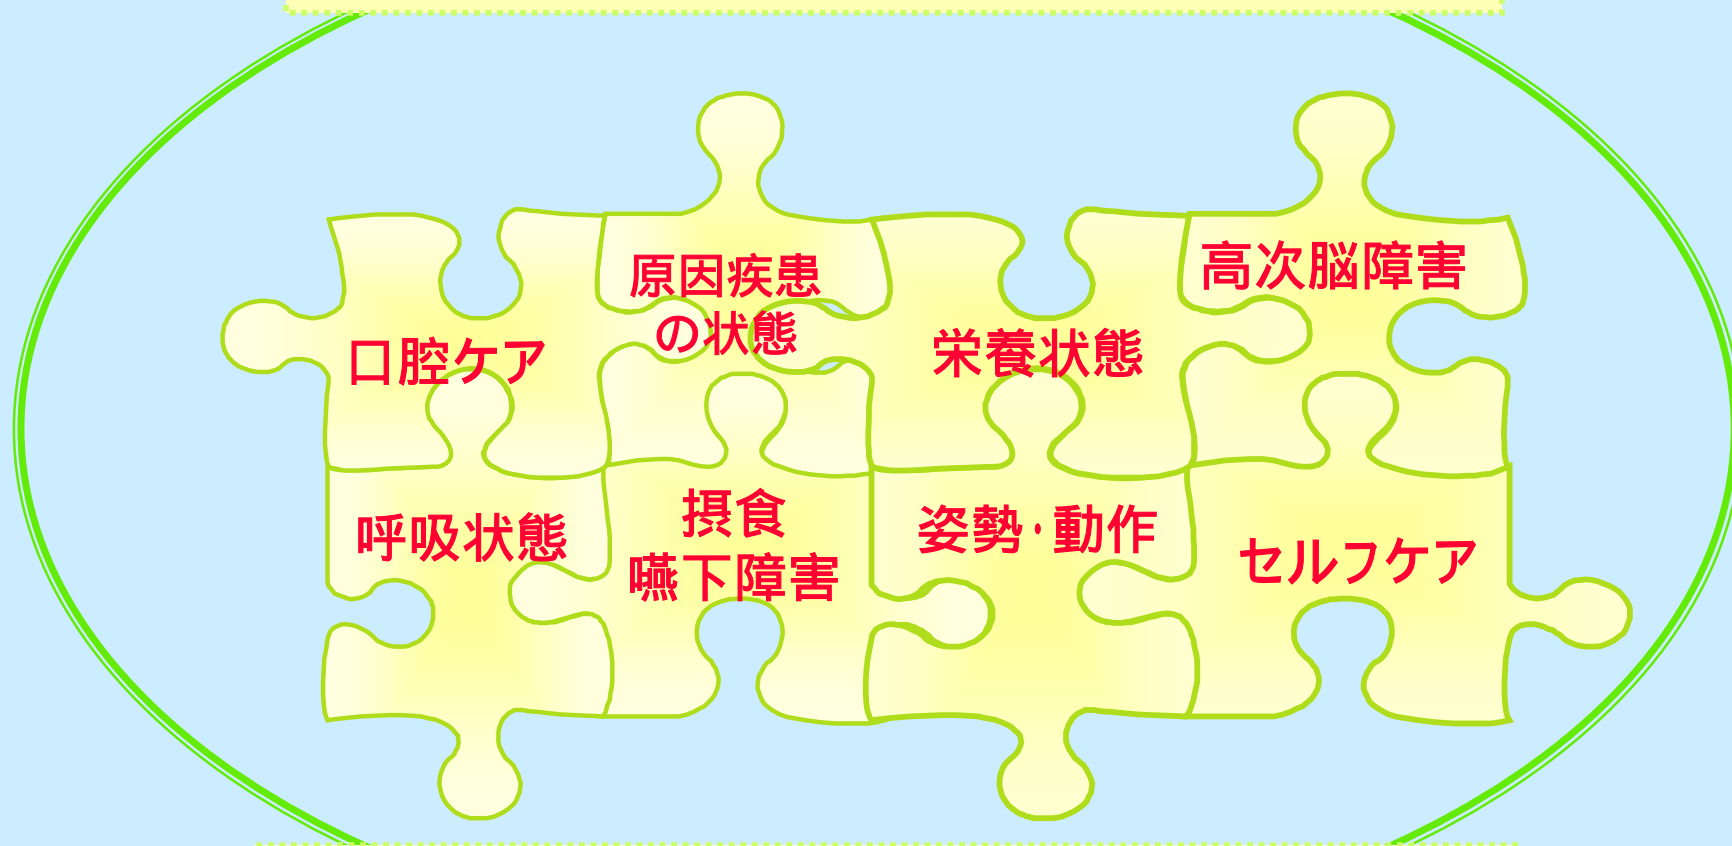 口腔ケア
原因疾患
の状態
栄養状態
高次脳障害
呼吸状態
摂食
嚥下障害
姿勢・動作
セルフケア